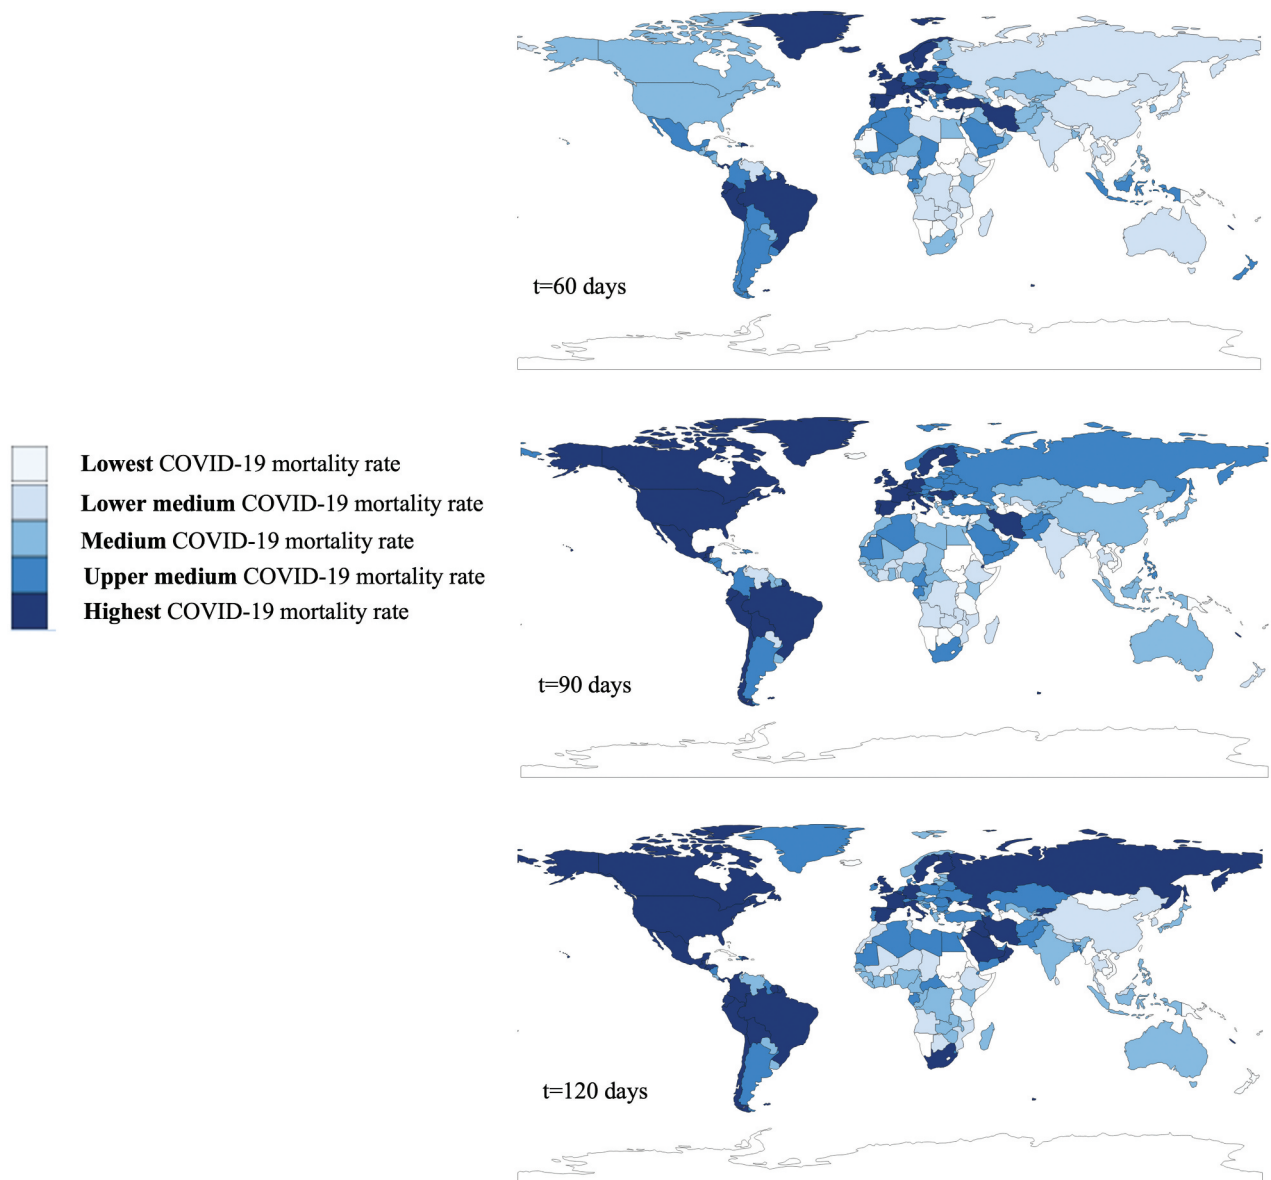 t=60 days
Lowest COVID-19 mortality rate
Lower medium COVID-19 mortality rate
Medium COVID-19 mortality rate
Upper medium COVID-19 mortality rate
Highest COVID-19 mortality rate
t=90 days
t=120 days